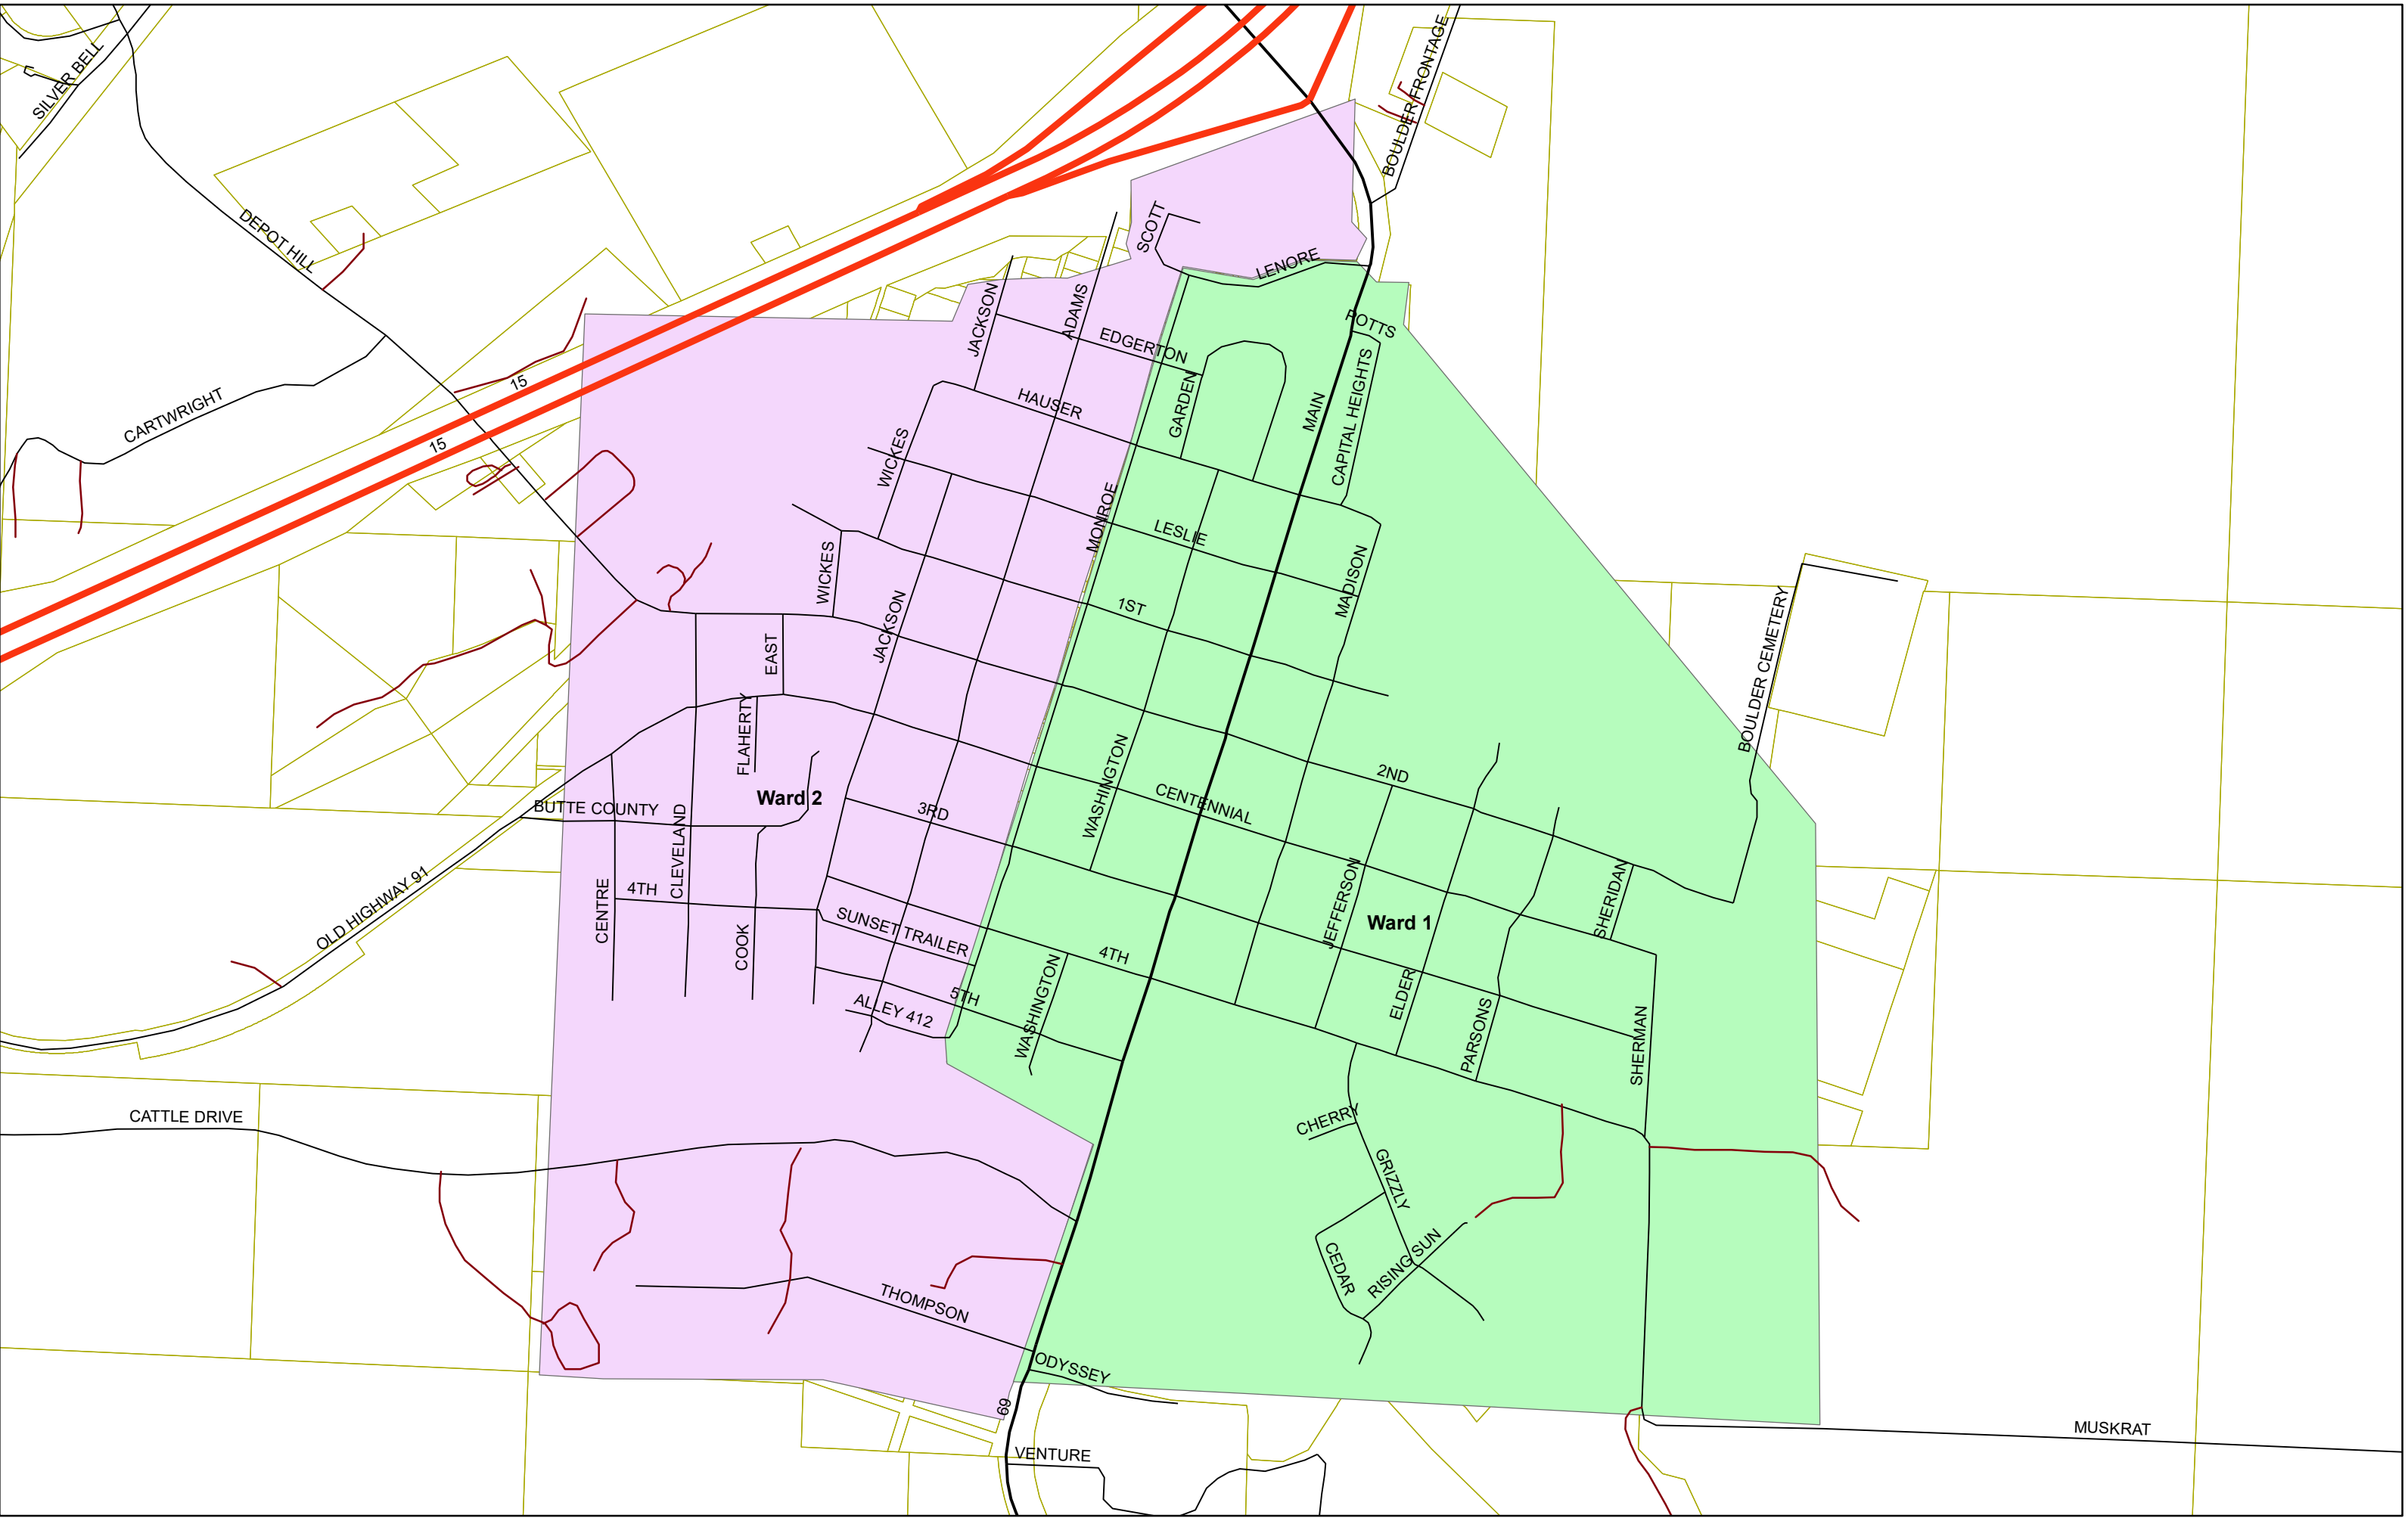 SILVER BELL
BOULDER FRONTAGE
DEPOT HILL
SCOTT
LENORE
JACKSON
ADAMS
POTTS
EDGERTON
15
CARTWRIGHT
HAUSER
GARDEN
MAIN
CAPITAL HEIGHTS
15
WICKES
MONROE
LESLIE
WICKES
MADISON
1ST
JACKSON
EAST
BOULDER CEMETERY
FLAHERTY
2ND
WASHINGTON
Ward 2
BUTTE COUNTY
3RD
CENTENNIAL
CLEVELAND
4TH
CENTRE
OLD HIGHWAY 91
COOK
SUNSET TRAILER
JEFFERSON
Ward 1
SHERIDAN
4TH
WASHINGTON
5TH
ALLEY 412
ELDER
PARSONS
SHERMAN
CATTLE DRIVE
CHERRY
GRIZZLY
CEDAR
RISING SUN
THOMPSON
ODYSSEY
69
VENTURE
MUSKRAT